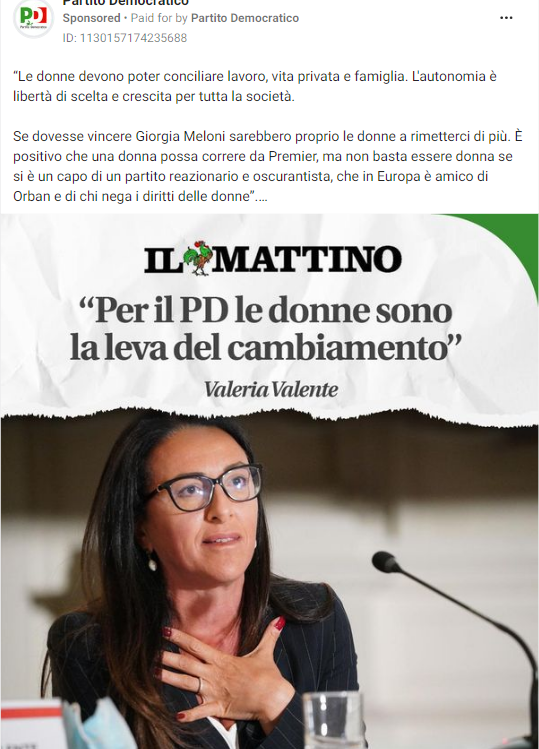 Partito Democratico
Sponsored • Paid for by Partito Democratico
ID: 1130157174235688
“Le donne devono poter conciliare lavoro, vita privata e famiglia. L'autonomia è
libertà di scelta e crescita per tutta la società.
Se dovesse vincere Giorgia Meloni sarebbero proprio le donne a rimetterci di più. È
positivo che una donna possa correre da Premier, ma non basta essere donna se
si è un capo di un partito reazionario e oscurantista, che in Europa è amico di
Orban e di chi nega i diritti delle donne”....
PD
Partito Democratico
IL MATTINO
“Per il PD le donne sono
la leva del cambiamento”
Valeria Valente
LENTE